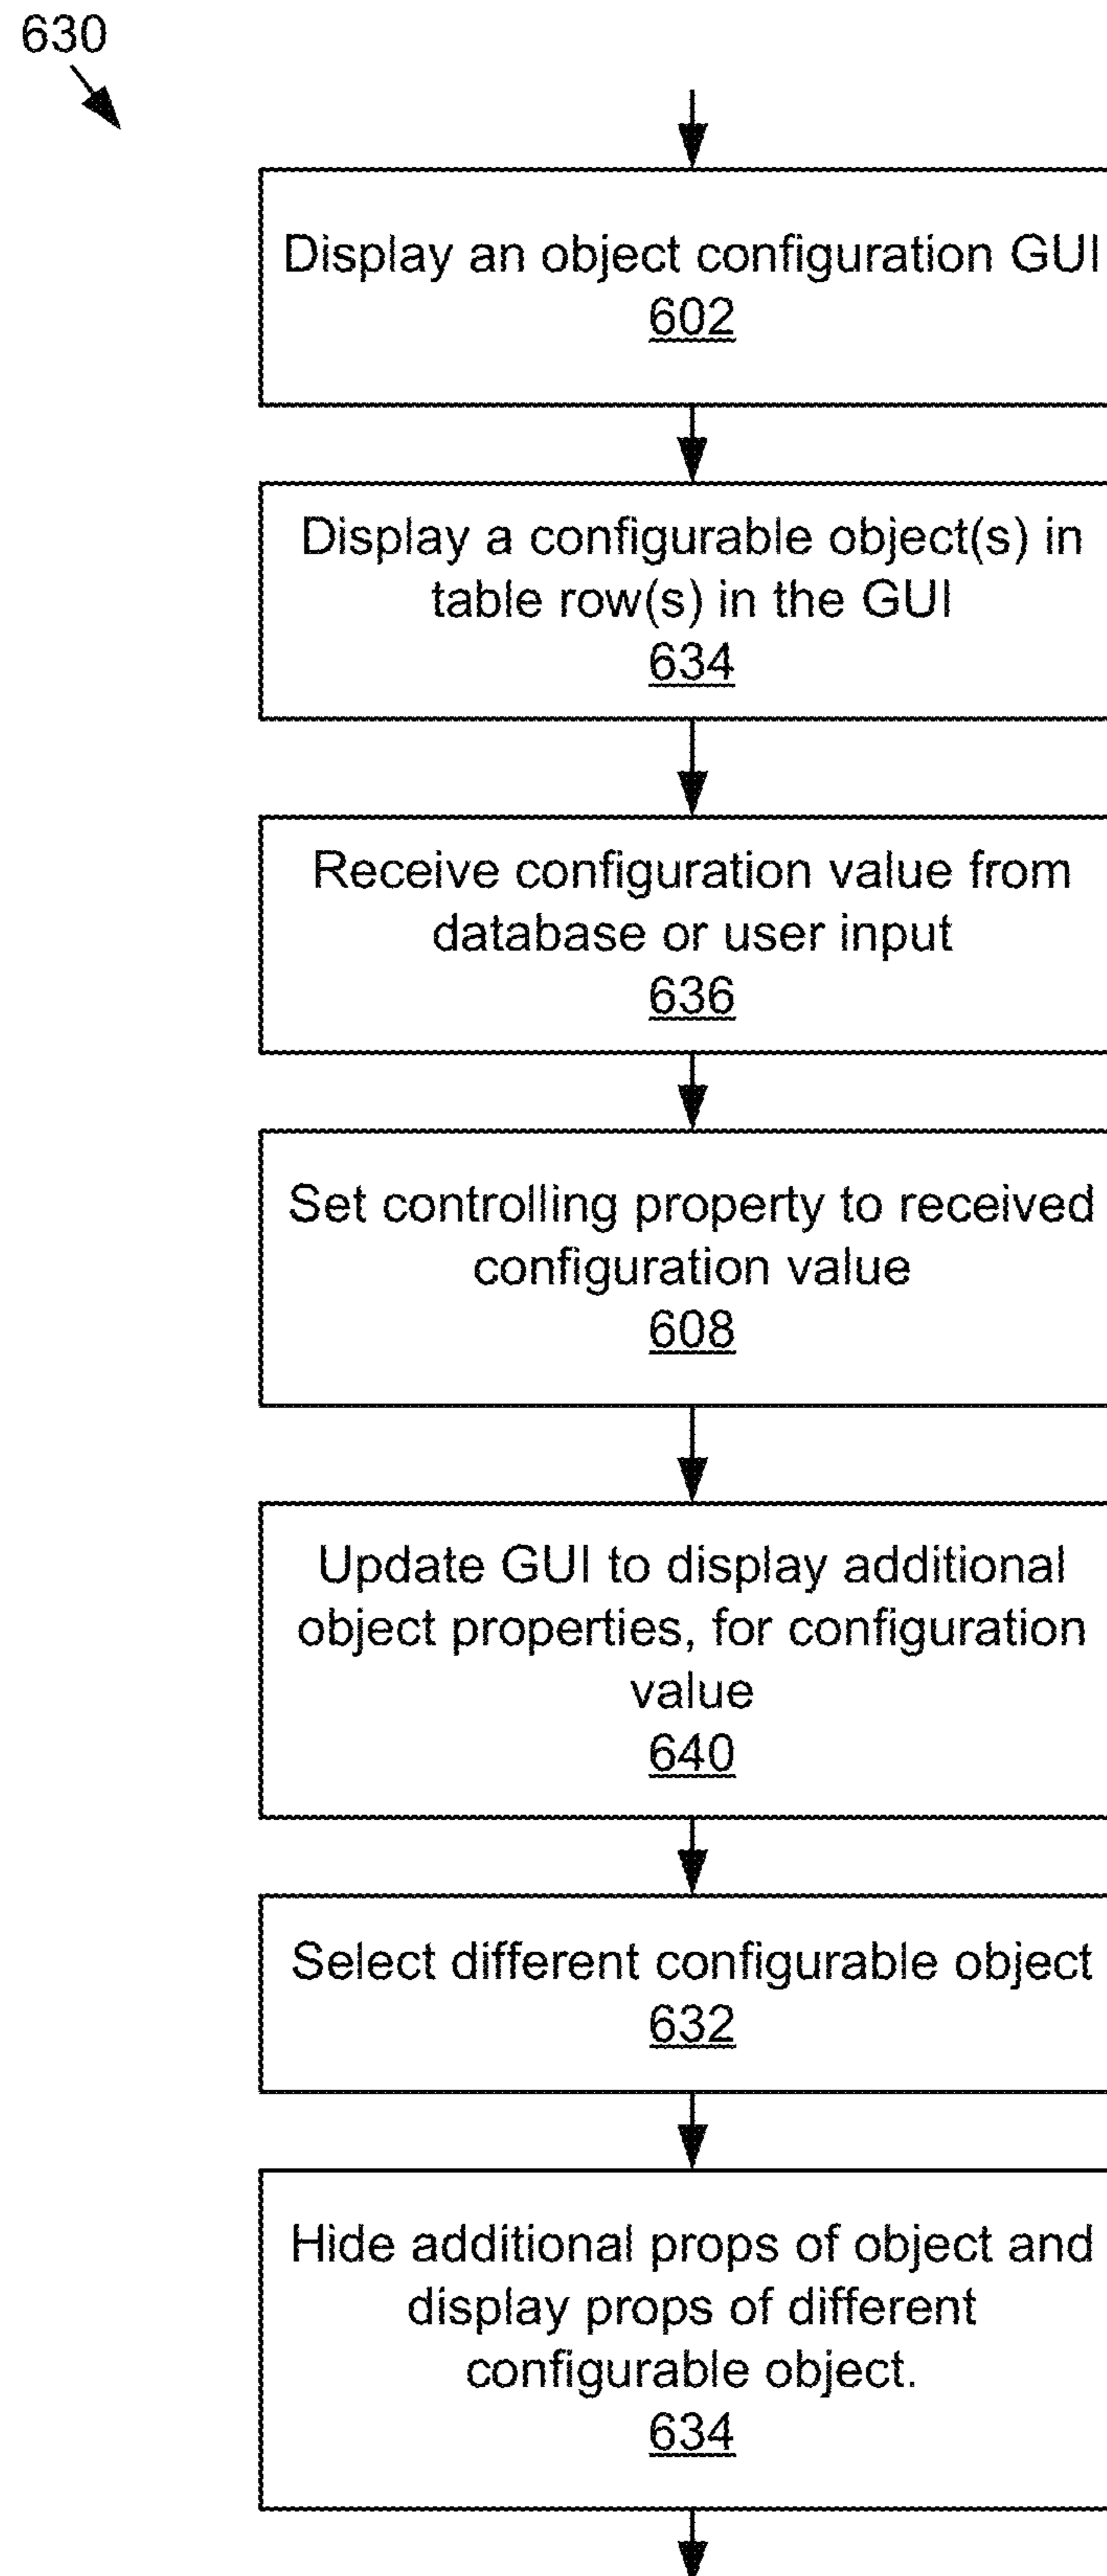 630
Display an object configuration GUI
602
Display a configurable object(s) in
table row(s) in the GUI
634
Receive configuration value from
database or user input
636
Set controlling property to received
configuration value
608
Update GUI to display additional
object properties, for configuration
value
640
Select different configurable object
632
Hide additional props of object and
display props of different
configurable object.
634